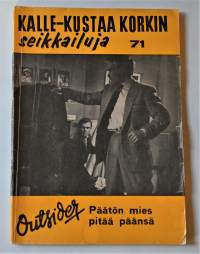 KALLE-KUSTAA KORKIN
seikkailuja 71
Outsider
Päätön mies
pitää päänsä